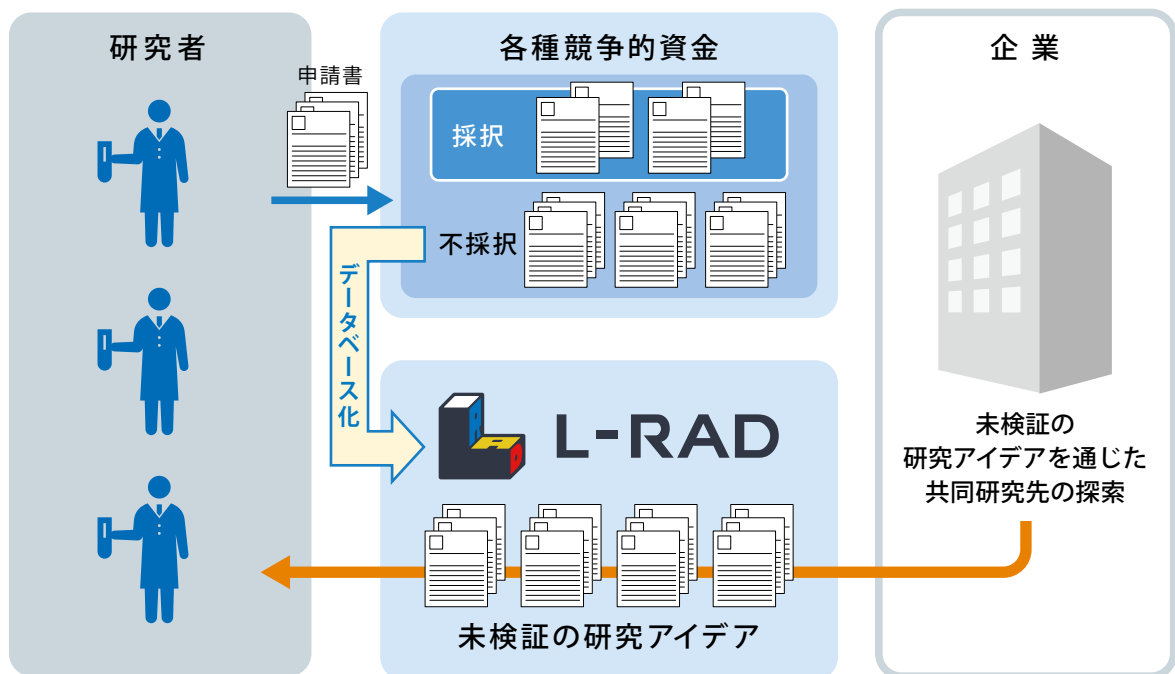 研究者
各種競争的資金
企業
申請書
採択
不採択
データベース化
L-RAD
未検証の研究アイデア
未検証の
研究アイデアを通じた
共同研究先の探索